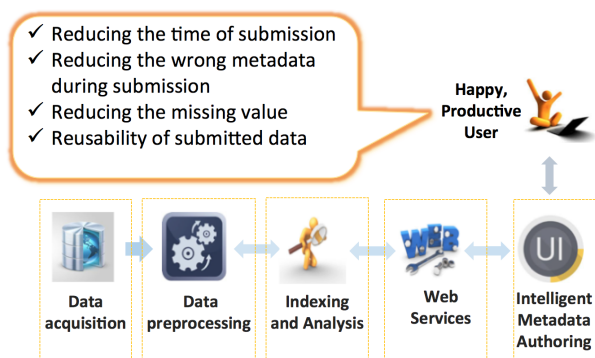 ✓ Reducing the time of submission
✓ Reducing the wrong metadata
during submission
✓ Reducing the missing value
✓ Reusability of submitted data
Happy,
Productive
User
Data
acquisition
Data
preprocessing
Indexing
and Analysis
WEB
Web
Services
UI
Intelligent
Metadata
Authoring